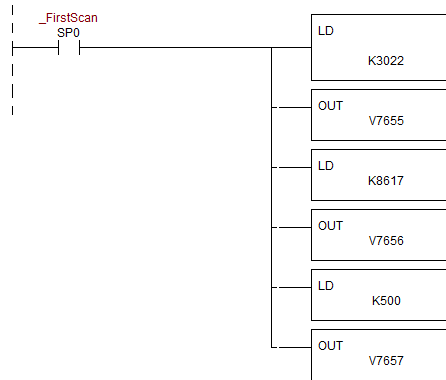 _FirstScan
SP0
LD
K3022
OUT
V7655
LD
K8617
OUT
V7656
LD
K500
OUT
V7657